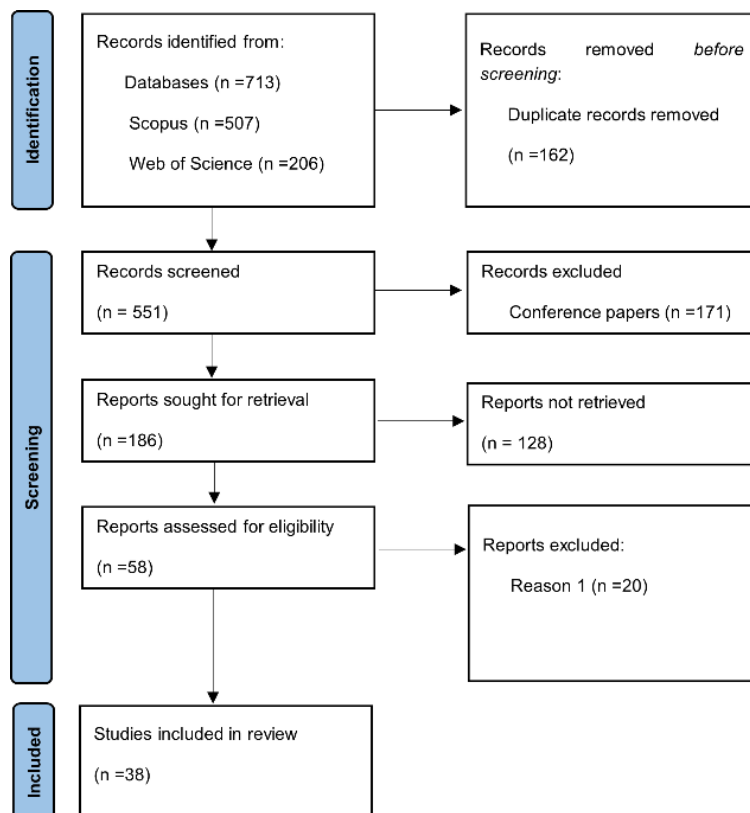 Identification
Records identified from:
Databases (n =713)
Scopus (n =507)
Web of Science (n =206)
Records removed before
screening:
Duplicate records removed
(n =162)
Screening
Records screened
(n = 551)
Records excluded
Conference papers (n =171)
Reports sought for retrieval
(n =186)
Reports not retrieved
(n = 128)
Reports assessed for eligibility
(n =58)
Reports excluded:
Reason 1 (n =20)
Included
Studies included in review
(n =38)